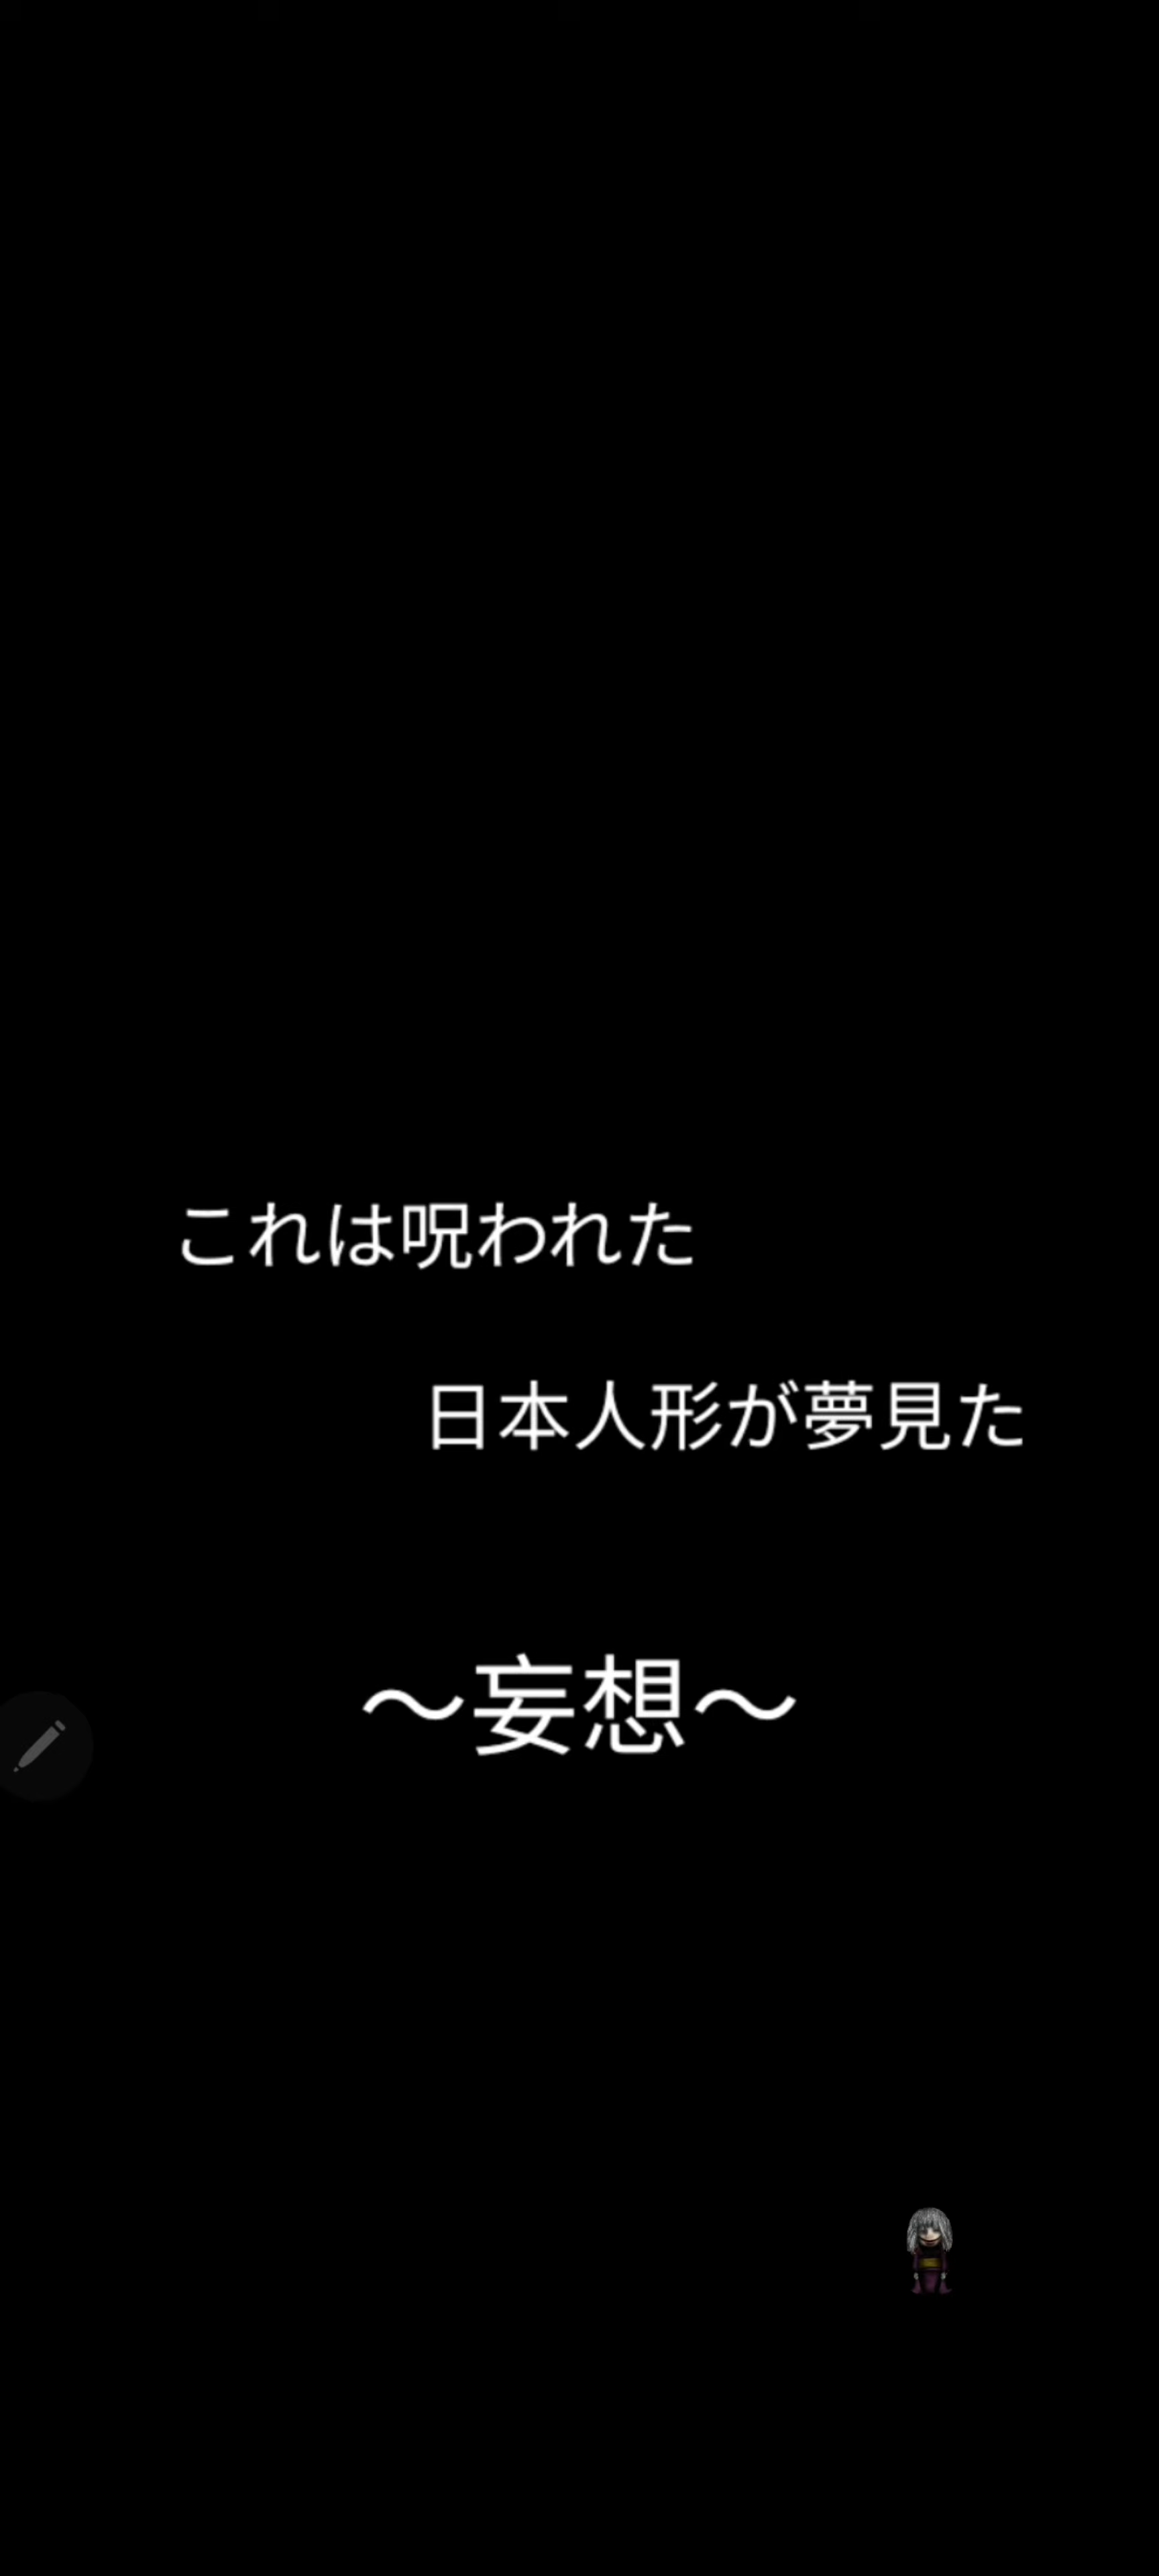 これは呪われた
日本人形が夢見た
～妄想～